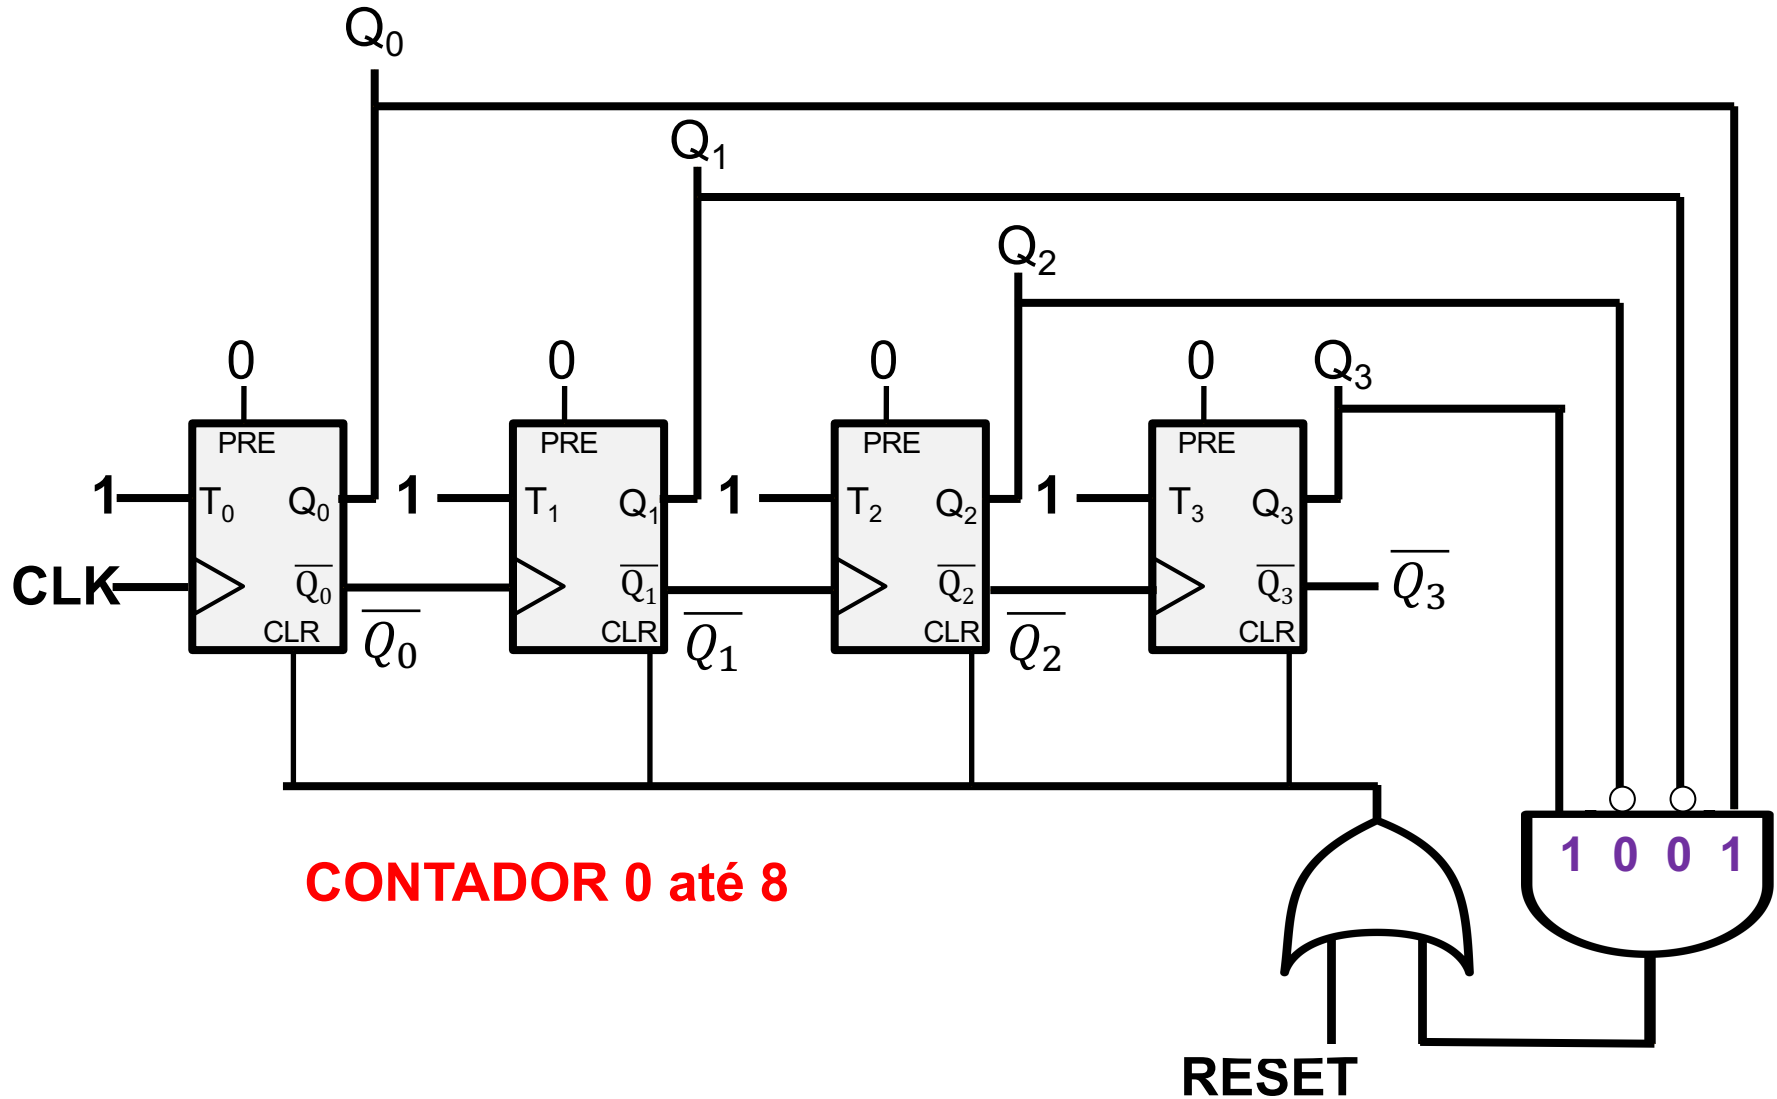 Q₀
Q₁
Q₂
0 0 0 0 Q₃
PRE PRE PRE PRE
1 T₀ Q₀ 1 T₁ Q₁ 1 T₂ Q₂ 1 T₃ Q₃
CLK Q̅₀ Q̅₁ Q̅₂ Q̅₃ Q̅₃
CLR Q̅₀ CLR Q̅₁ CLR Q̅₂ CLR
1 0 0 1
CONTADOR 0 até 8
RESET